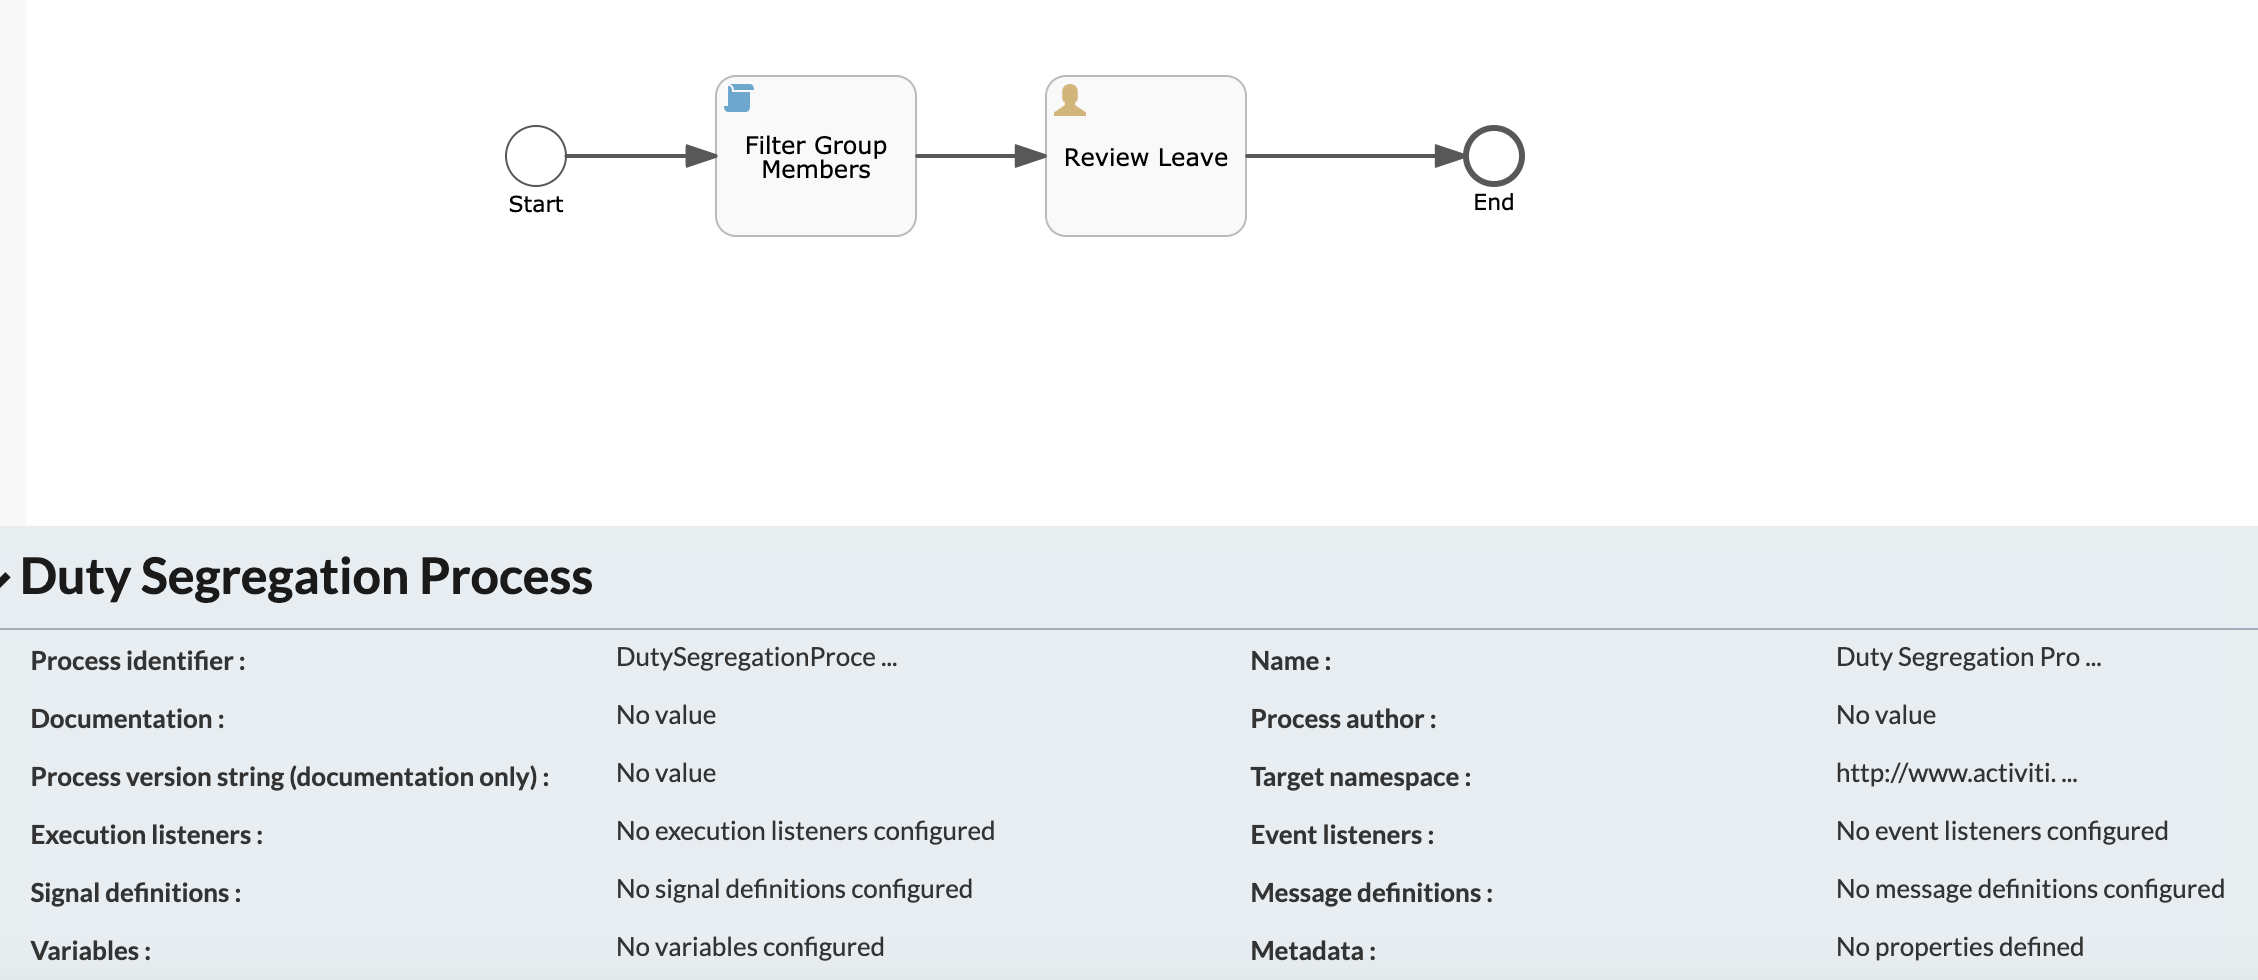 Start
Filter Group
Members
Review Leave
End
Duty Segregation Process
Process identifier : DutySegregationProce ... Name : Duty Segregation Pro ...
Documentation : No value Process author : No value
Process version string (documentation only) : No value Target namespace : http://www.activiti. ...
Execution listeners : No execution listeners configured Event listeners : No event listeners configured
Signal definitions : No signal definitions configured Message definitions : No message definitions configured
Variables : No variables configured Metadata : No properties defined